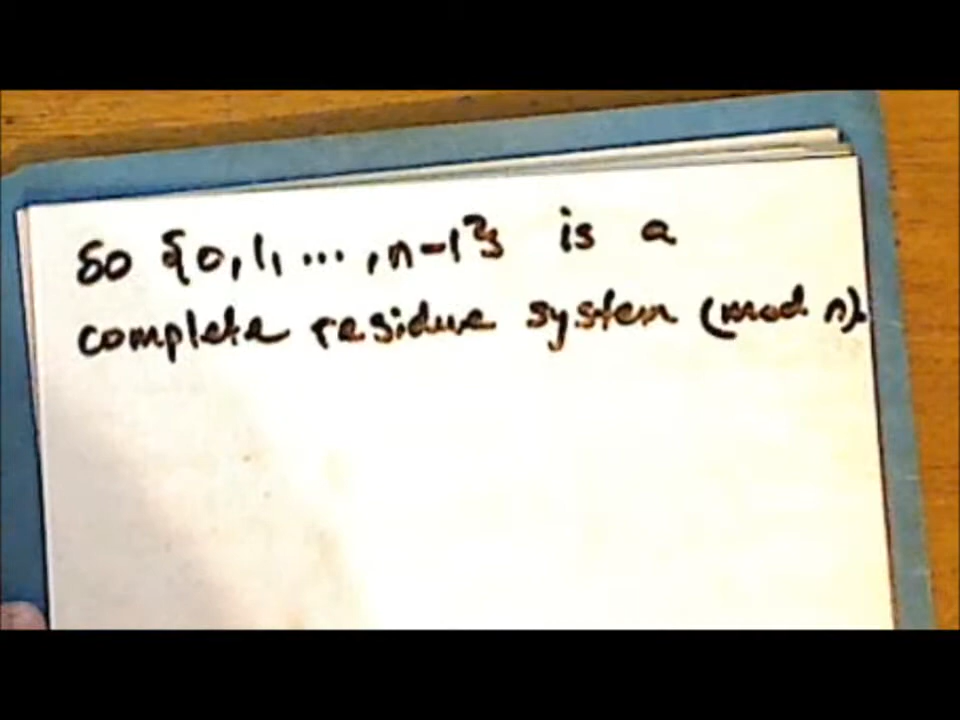 So {0, 1, ..., n-1} is a
complete residue system (mod n).